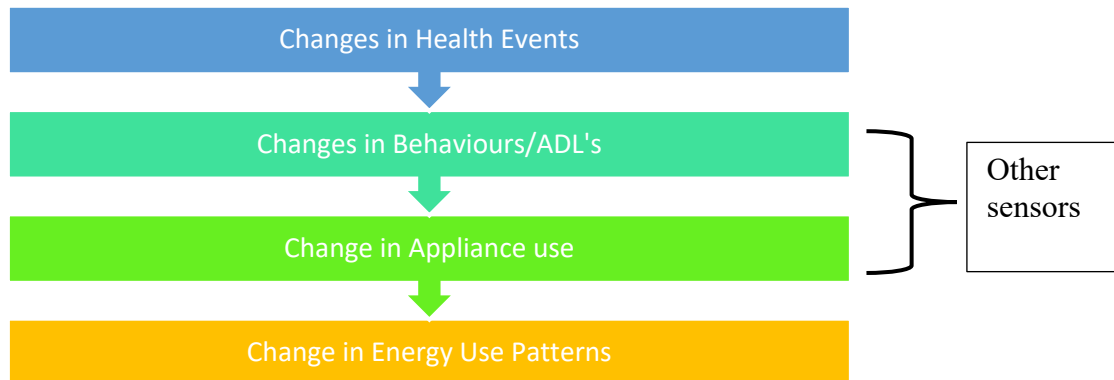 Changes in Health Events
Changes in Behaviours/ADL's
Other
sensors
Change in Appliance use
Change in Energy Use Patterns